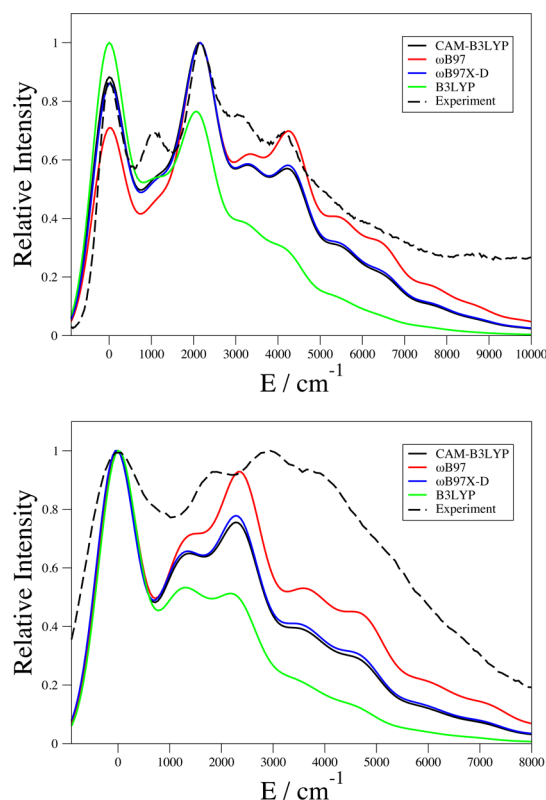 1
0.8
0.6
0.4
0.2
0
Relative Intensity
CAM-B3LYP
ωB97
ωB97X-D
B3LYP
Experiment
0 1000 2000 3000 4000 5000 6000 7000 8000 9000 10000
E / cm⁻¹
1
0.8
0.6
0.4
0.2
0
Relative Intensity
CAM-B3LYP
ωB97
ωB97X-D
B3LYP
Experiment
0 1000 2000 3000 4000 5000 6000 7000 8000
E / cm⁻¹